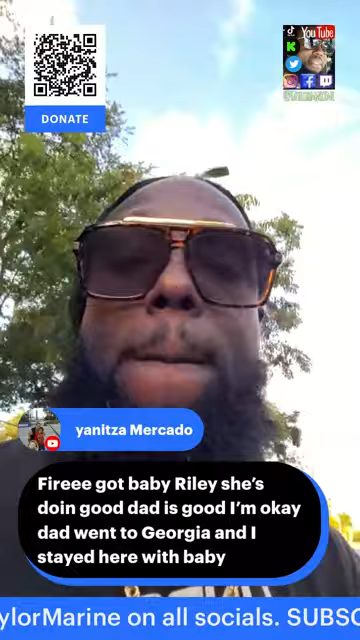 YouTube
DONATE
yanitza Mercado
Fireee got baby Riley she's
doin good dad is good I'm okay
dad went to Georgia and I
stayed here with baby
ylorMarine on all socials. SUBSC